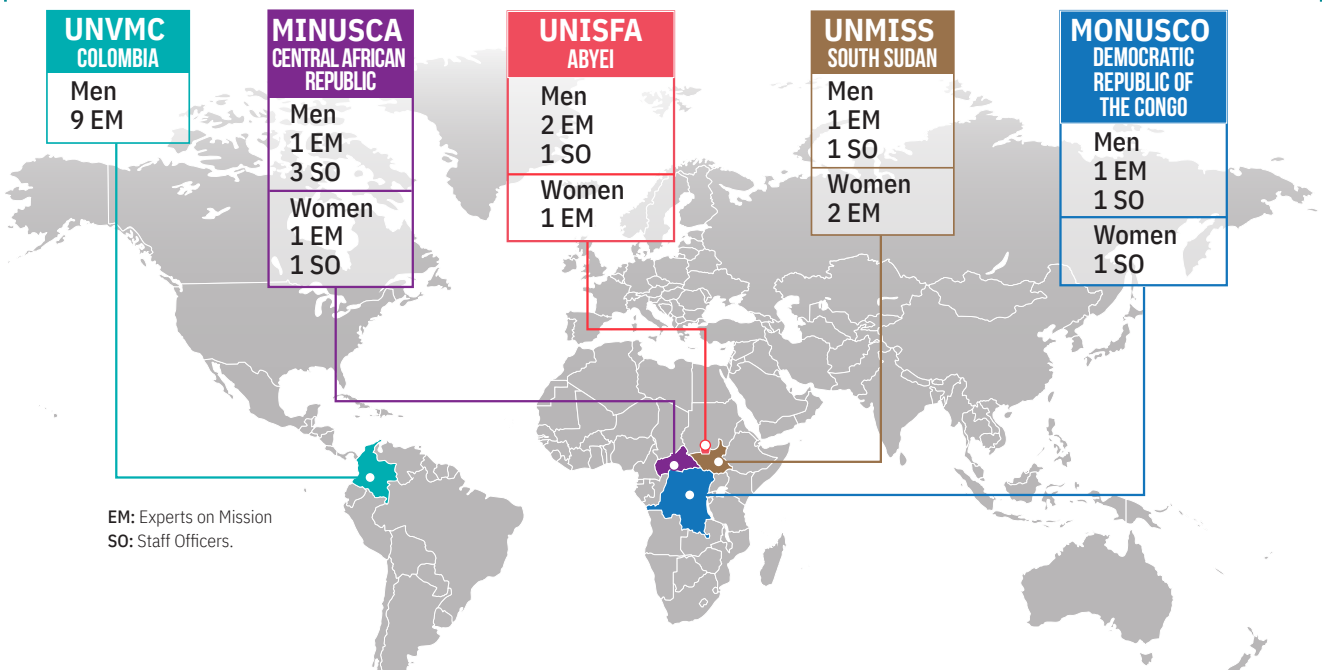 UNVMC
COLOMBIA
Men
9 EM
MINUSCA
CENTRAL AFRICAN
REPUBLIC
Men
1 EM
3 SO
Women
1 EM
1 SO
UNISFA
ABYEI
Men
2 EM
1 SO
Women
1 EM
UNMISS
SOUTH SUDAN
Men
1 EM
1 SO
Women
2 EM
MONUSCO
DEMOCRATIC
REPUBLIC OF
THE CONGO
Men
1 EM
1 SO
Women
1 SO
EM: Experts on Mission
SO: Staff Officers.